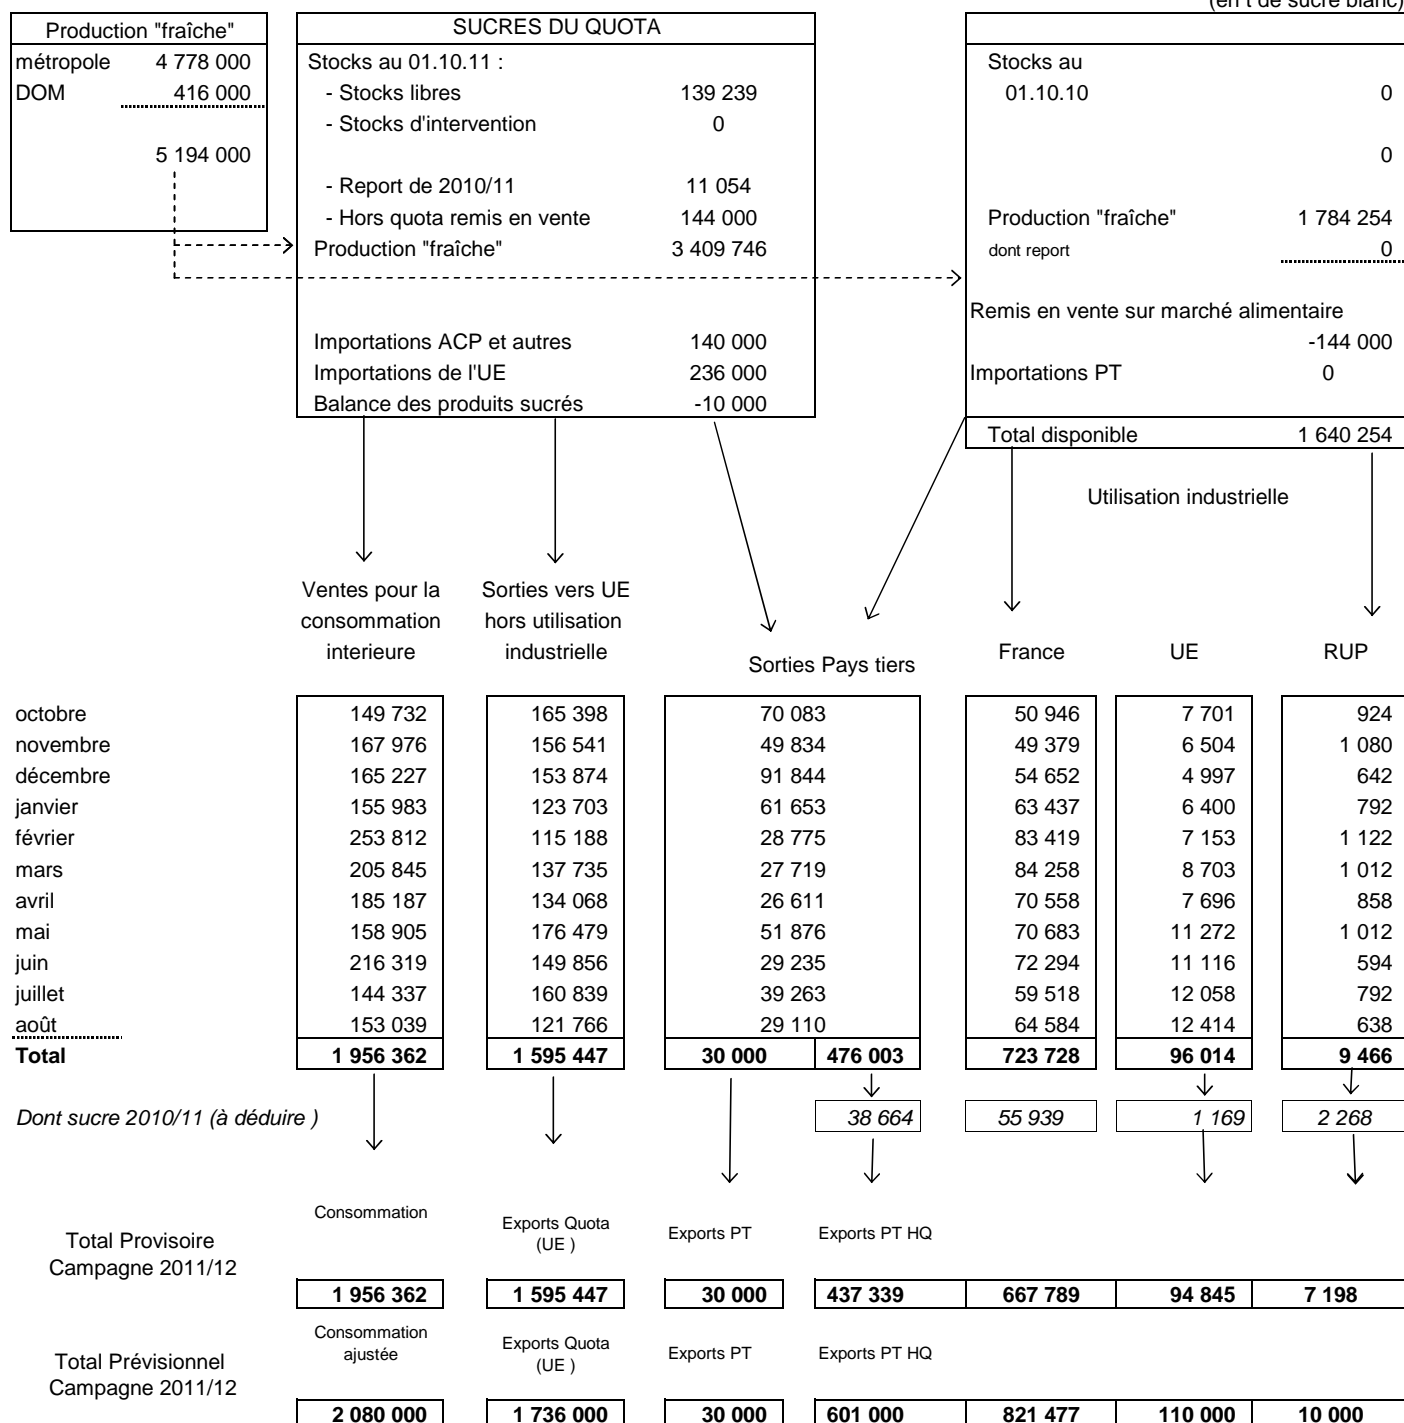 (en t de sucre blanc)
Production "fraîche" SUCRES DU QUOTA
métropole 4 778 000 Stocks au 01.10.11 : Stocks au
DOM 416 000 - Stocks libres 139 239 01.10.10 0
- Stocks d'intervention 0
5 194 000 0
- Report de 2010/11 11 054
- Hors quota remis en vente 144 000 Production "fraîche" 1 784 254
Production "fraîche" 3 409 746 dont report 0
Remis en vente sur marché alimentaire
Importations ACP et autres 140 000 -144 000
Importations de l'UE 236 000 Importations PT 0
Balance des produits sucrés -10 000
Total disponible 1 640 254
Utilisation industrielle
Ventes pour la Sorties vers UE
consommation hors utilisation
interieure industrielle Sorties Pays tiers France UE RUP
octobre 149 732 165 398 70 083 50 946 7 701 924
novembre 167 976 156 541 49 834 49 379 6 504 1 080
décembre 165 227 153 874 91 844 54 652 4 997 642
janvier 155 983 123 703 61 653 63 437 6 400 792
février 253 812 115 188 28 775 83 419 7 153 1 122
mars 205 845 137 735 27 719 84 258 8 703 1 012
avril 185 187 134 068 26 611 70 558 7 696 858
mai 158 905 176 479 51 876 70 683 11 272 1 012
juin 216 319 149 856 29 235 72 294 11 116 594
juillet 144 337 160 839 39 263 59 518 12 058 792
août 153 039 121 766 29 110 64 584 12 414 638
Total 1 956 362 1 595 447 30 000 476 003 723 728 96 014 9 466
Dont sucre 2010/11 (à déduire ) 38 664 55 939 1 169 2 268
Consommation Exports Quota
Total Provisoire (UE ) Exports PT Exports PT HQ
Campagne 2011/12
1 956 362 1 595 447 30 000 437 339 667 789 94 845 7 198
Consommation Exports Quota
Total Prévisionnel ajustée (UE ) Exports PT Exports PT HQ
Campagne 2011/12
2 080 000 1 736 000 30 000 601 000 821 477 110 000 10 000